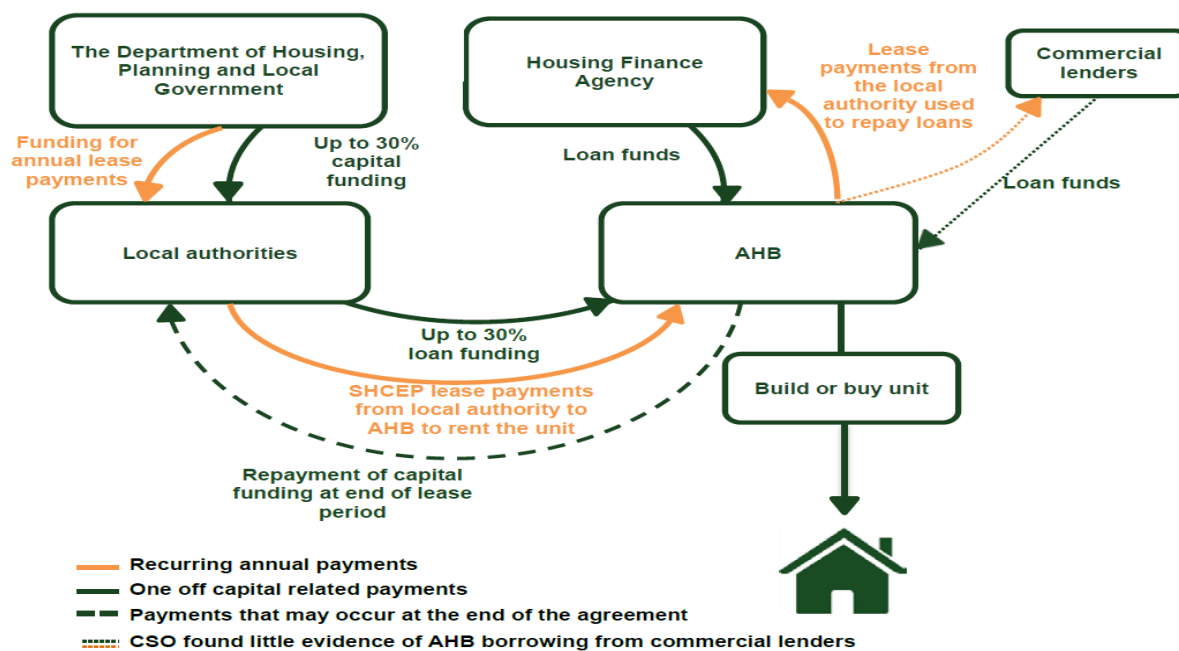 The Department of Housing,
Planning and Local
Government
Housing Finance
Agency
Lease
payments from
the local
authority used
to repay loans
Commercial
lenders
Funding for
annual lease
payments
Up to 30%
capital
funding
Loan funds
Loan funds
Local authorities
AHB
Up to 30%
loan funding
SHCEP lease payments
from local authority to
AHB to rent the unit
Build or buy unit
Repayment of capital
funding at end of lease
period
Recurring annual payments
One off capital related payments
Payments that may occur at the end of the agreement
CSO found little evidence of AHB borrowing from commercial lenders